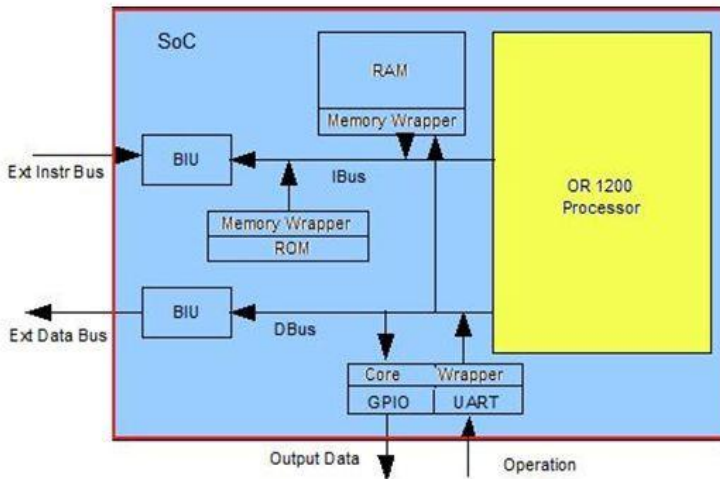 SoC
RAM
Memory Wrapper
BIU
Ext Instr Bus
IBus
OR 1200
Processor
Memory Wrapper
ROM
BIU
Ext Data Bus
DBus
Core Wrapper
GPIO UART
Output Data
Operation